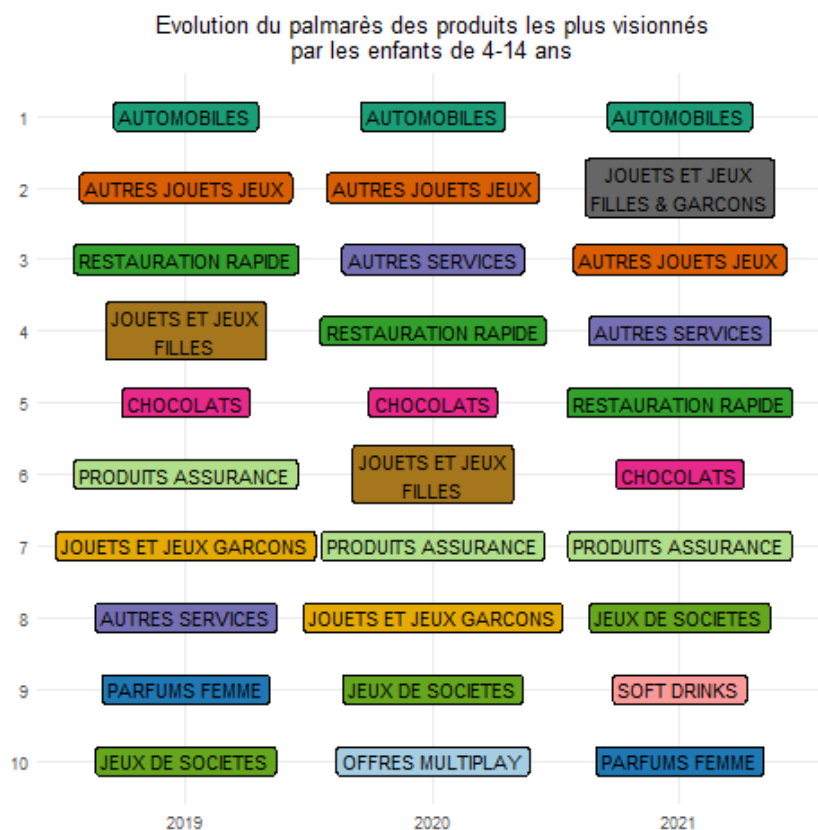 Evolution du palmarès des produits les plus visionnés
par les enfants de 4-14 ans
1 AUTOMOBILES AUTOMOBILES AUTOMOBILES
2 AUTRES JOUETS JEUX AUTRES JOUETS JEUX JOUETS ET JEUX
FILLES & GARCONS
3 RESTAURATION RAPIDE AUTRES SERVICES AUTRES JOUETS JEUX
4 JOUETS ET JEUX
FILLES RESTAURATION RAPIDE AUTRES SERVICES
5 CHOCOLATS CHOCOLATS RESTAURATION RAPIDE
6 PRODUITS ASSURANCE JOUETS ET JEUX
FILLES CHOCOLATS
7 JOUETS ET JEUX GARCONS PRODUITS ASSURANCE PRODUITS ASSURANCE
8 AUTRES SERVICES JOUETS ET JEUX GARCONS JEUX DE SOCIETES
9 PARFUMS FEMME JEUX DE SOCIETES SOFT DRINKS
10 JEUX DE SOCIETES OFFRES MULTIPLAY PARFUMS FEMME
2019 2020 2021